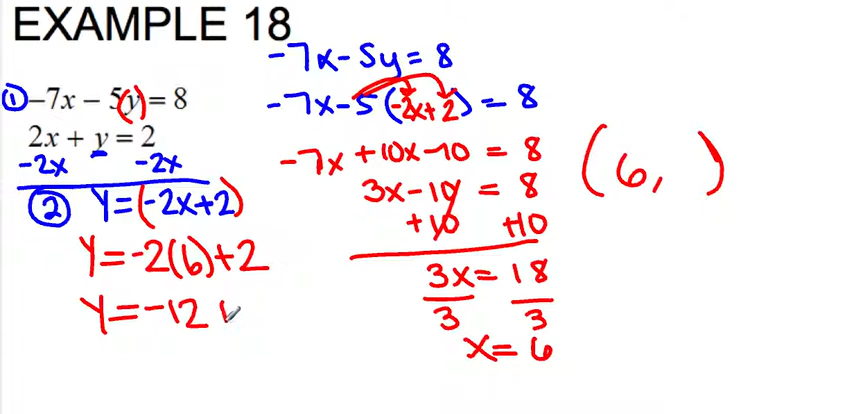 EXAMPLE 18
① –7x – 5(y) = 8
2x + y = 2
-2x -2x
② y=(-2x+2)
y=-2(6)+2
y=-12
-7x-5y=8
-7x-5(-2x+2)=8
-7x+10x-10=8
3x-10=8
+10 +10
3x=18
3 3
x=6
(6, )